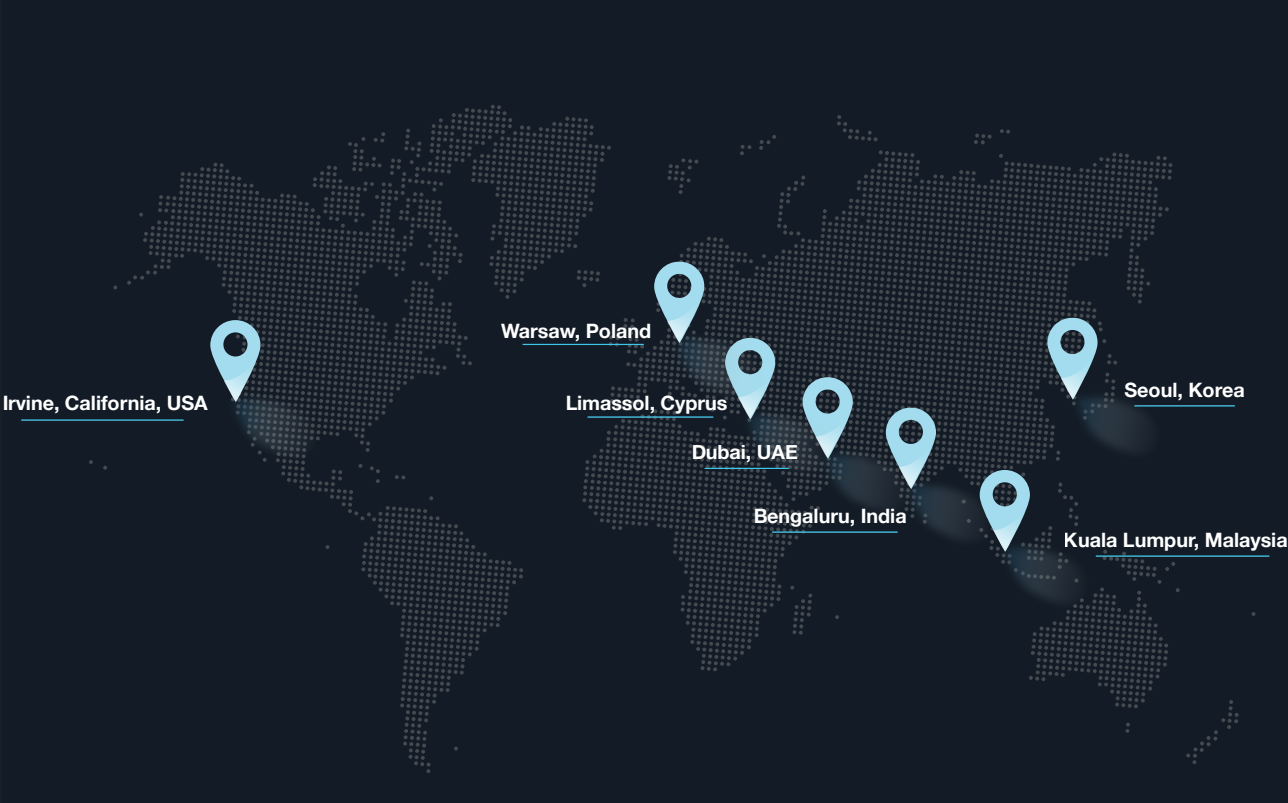 Warsaw, Poland
Seoul, Korea
Irvine, California, USA
Limassol, Cyprus
Dubai, UAE
Bengaluru, India
Kuala Lumpur, Malaysia